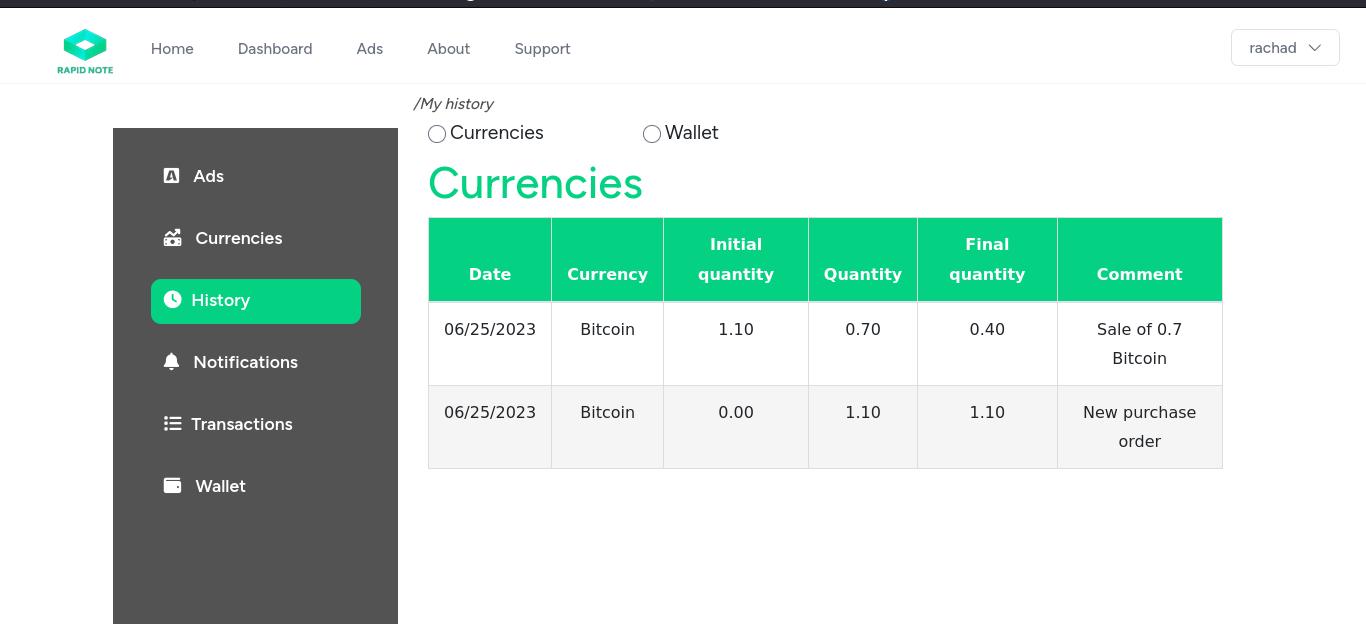 Home Dashboard Ads About Support rachad
RAPID NOTE
/My history
Currencies Wallet
Currencies
Ads
Currencies
History
Notifications
Transactions
Wallet
Date Currency Initial quantity Quantity Final quantity Comment
06/25/2023 Bitcoin 1.10 0.70 0.40 Sale of 0.7 Bitcoin
06/25/2023 Bitcoin 0.00 1.10 1.10 New purchase order